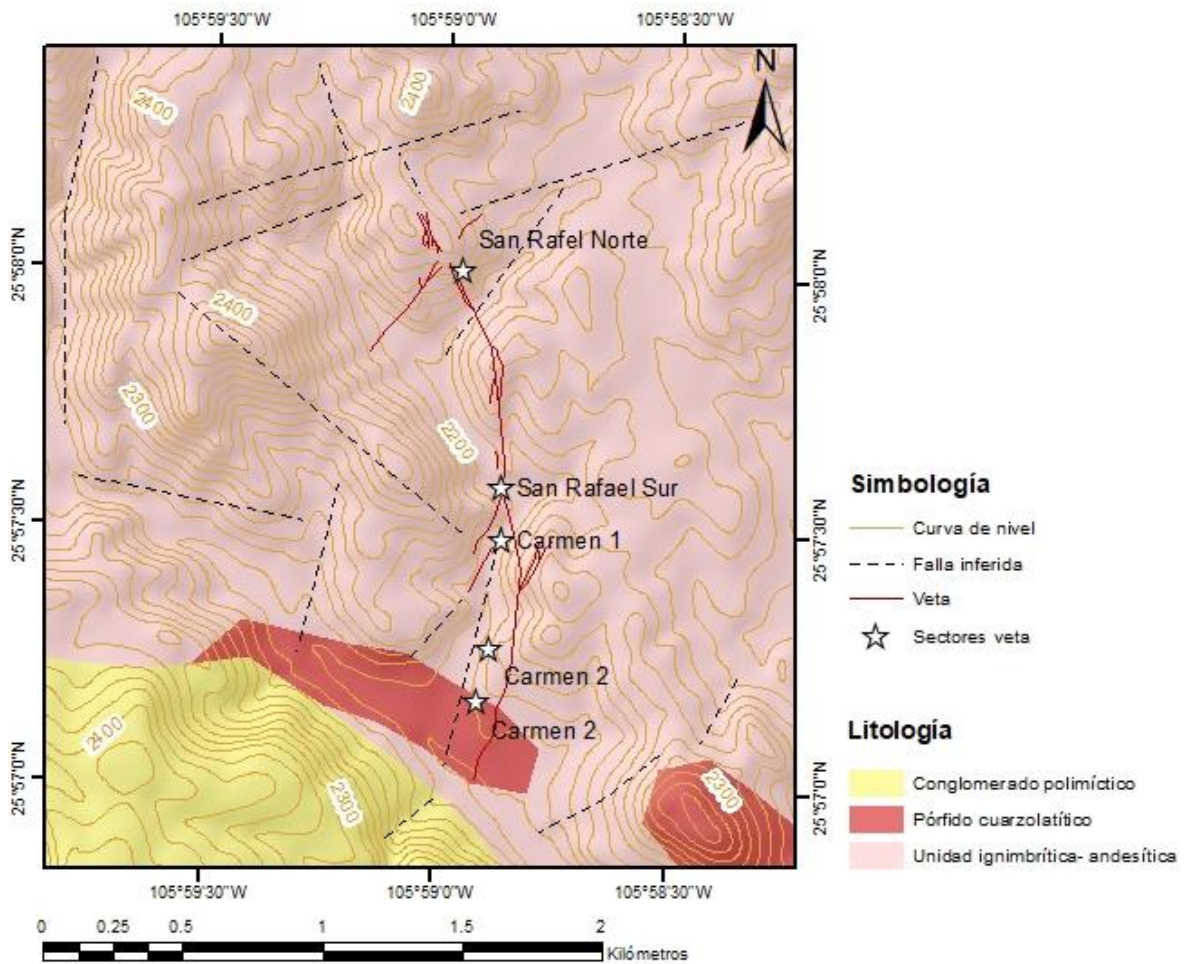 105°59'30"W 105°59'0"W 105°58'30"W
N
2400
2400
San Rafel Norte
25°58'0"N
25°58'0"N
2400
2300
2200
San Rafael Sur
25°57'30"N
Carmen 1
25°57'30"N
Carmen 2
Carmen 2
2400
2300
2300
25°57'0"N
25°57'0"N
105°59'30"W 105°59'0"W 105°58'30"W
0 0.25 0.5 1 1.5 2
Kilómetros
Simbología
Curva de nivel
Falla inferida
Veta
Sectores veta
Litología
Conglomerado polimíctico
Pórfido cuarzolatítico
Unidad ignimbrítica- andesítica